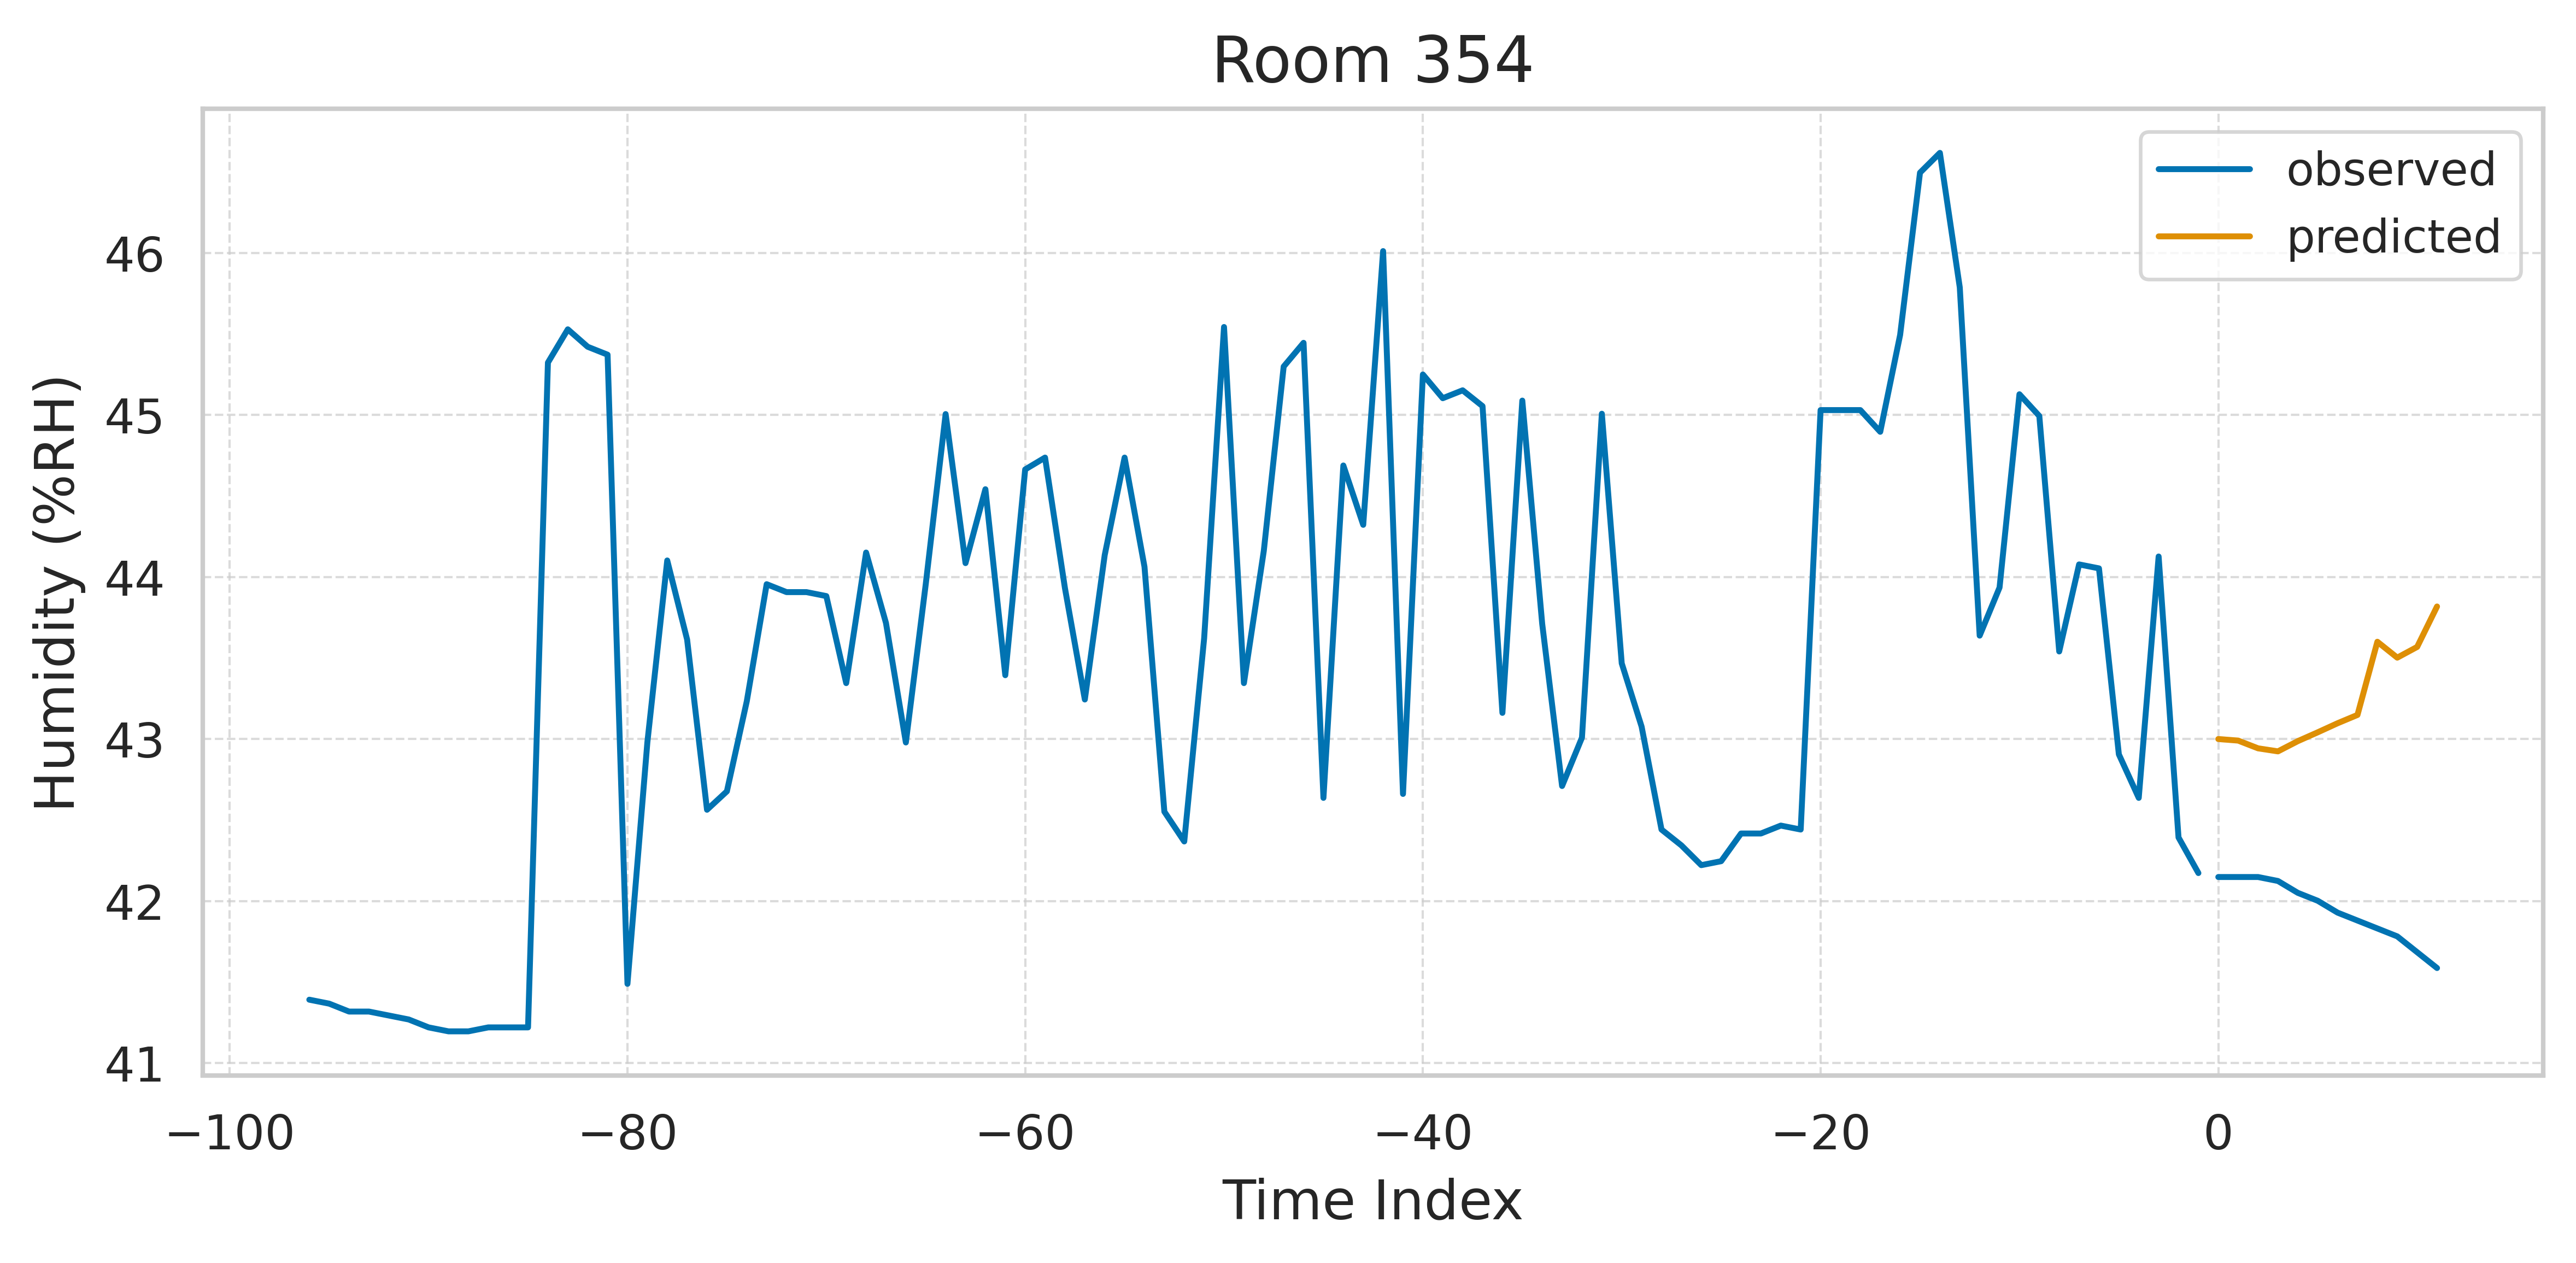 Room 354
observed
predicted
Humidity (%RH)
46
45
44
43
42
41
−100 −80 −60 −40 −20 0
Time Index